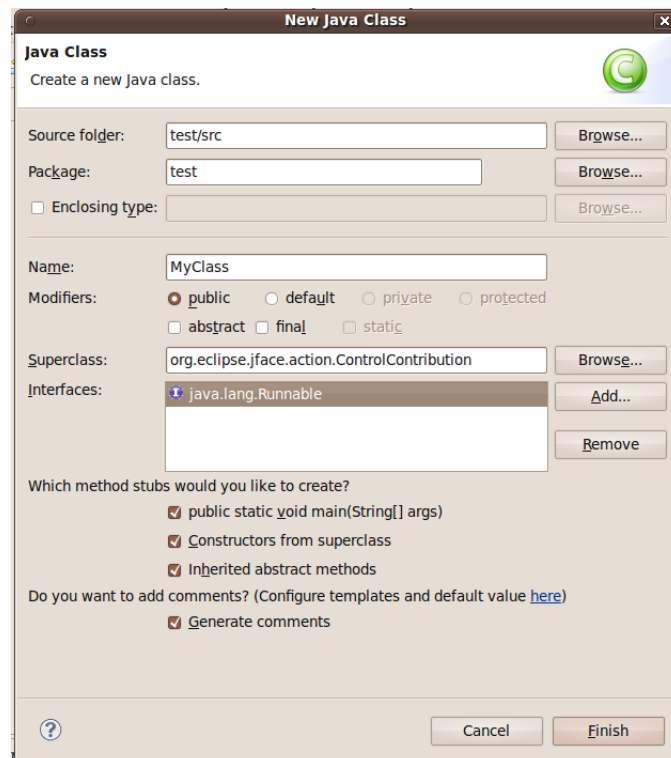 New Java Class
Java Class
Create a new Java class.
Source folder: test/src Browse...
Package: test Browse...
Enclosing type: Browse...
Name: MyClass
Modifiers: public default private protected
abstract final static
Superclass: org.eclipse.jface.action.ControlContribution Browse...
Interfaces: java.lang.Runnable Add...
Remove
Which method stubs would you like to create?
public static void main(String[] args)
Constructors from superclass
Inherited abstract methods
Do you want to add comments? (Configure templates and default value here)
Generate comments
Cancel Finish